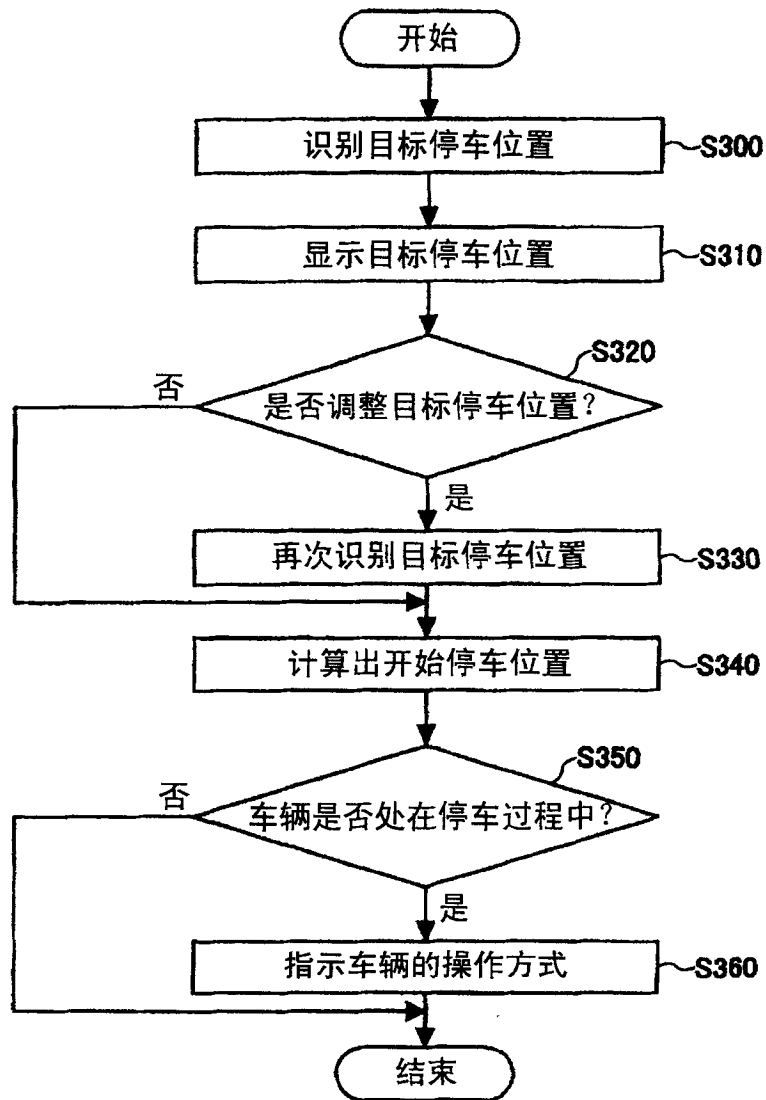 开始
识别目标停车位置
S300
显示目标停车位置
S310
S320
否
是否调整目标停车位置？
是
再次识别目标停车位置
S330
计算出开始停车位置
S340
S350
否
车辆是否处在停车过程中？
是
指示车辆的操作方式
S360
结束